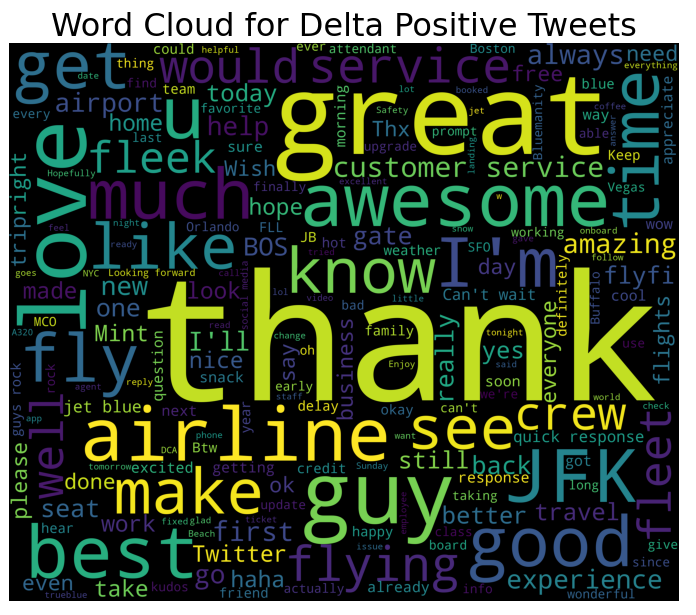 Word Cloud for Delta Positive Tweets
get would service always need
could helpful ever attendant Boston
thing find team lot booked jet blue everything
date airport today free coffee
every u great time
home help morning Thx prompt way able answer appreciate
favorite Safety upgrade landing Bluemanity
last sure Wish customer service Keep
love fleek much finally excellent
Hopefully hope awesome Vegas
tripright feel night Orlando FLL w working wow
like BOS JB hot gate weather show SFO onboard amazing
ready know I'm gave follow
goes NYC Looking forward call tried day flyfi
made new look lol video little Can't wait definitely Buffalo cool
MCO one social media bad thank flights
A320 Mint I'll read change family really yes tonight everyone use
fly question nice say oh business soon said
guys rock rock agent reply snack early Enjoy we're world
jet blue next year staff delay okay can't check
app well airline see crew
please DCA phone Btw want quick response
tomorrow excited getting credit Sunday still back got
done make ok response long JFK fleet
seat update guy taking
work first ticket happy better travel
hear fixed glad Twitter issue employee class board give
best Beach flying good since
even take kudos go haha already info experience
trueblue friend actually wonderful